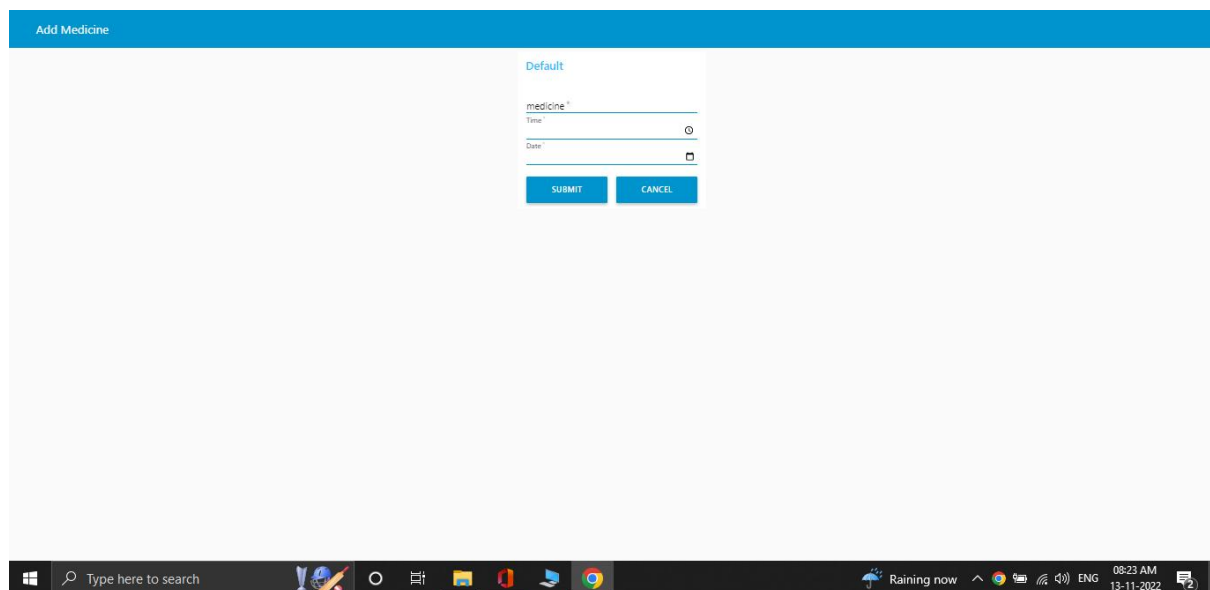 Add Medicine
Default
medicine *
Time *
Date *
SUBMIT CANCEL
Type here to search
Raining now ENG 08:23 AM
13-11-2022 2